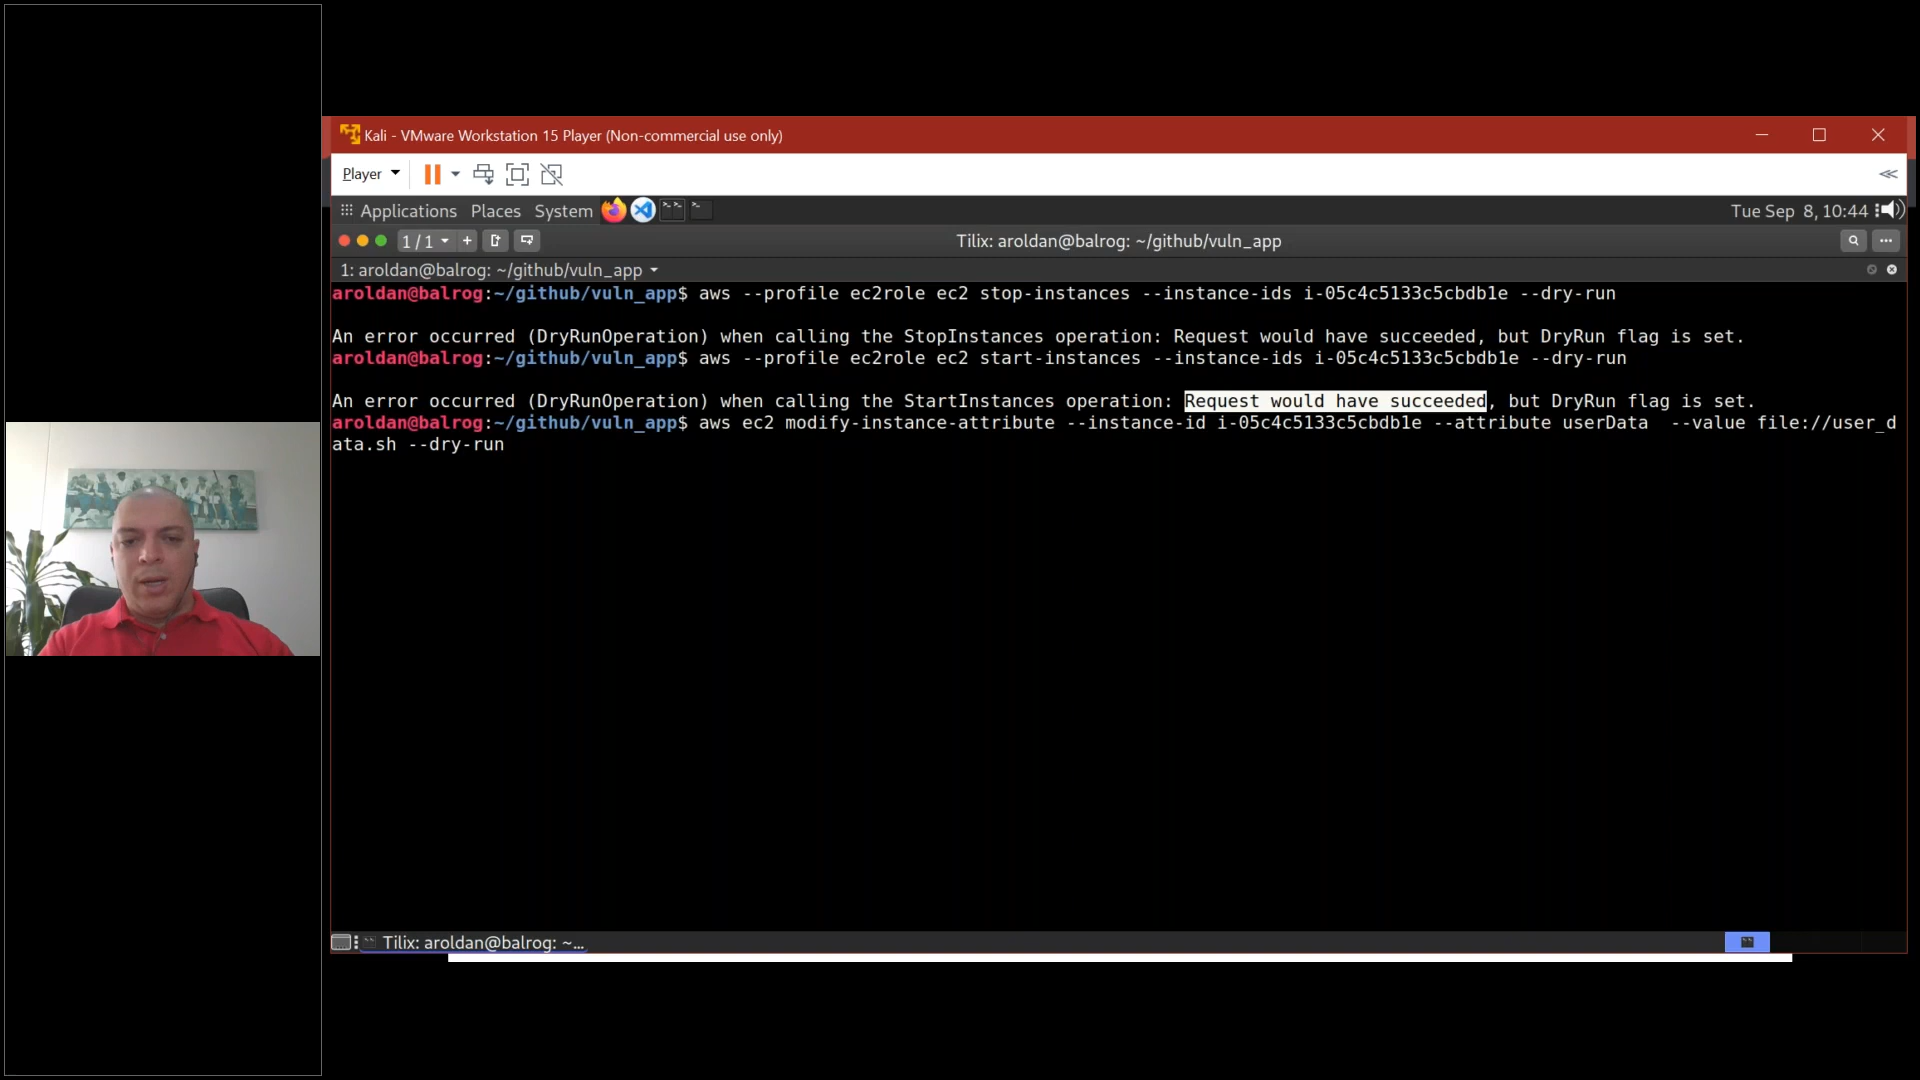 Kali - VMware Workstation 15 Player (Non-commercial use only)
Player
Applications Places System
Tue Sep 8, 10:44
1 / 1
Tilix: aroldan@balrog: ~/github/vuln_app
1: aroldan@balrog: ~/github/vuln_app
aroldan@balrog:~/github/vuln_app$ aws --profile ec2role ec2 stop-instances --instance-ids i-05c4c5133c5cbdb1e --dry-run
An error occurred (DryRunOperation) when calling the StopInstances operation: Request would have succeeded, but DryRun flag is set.
aroldan@balrog:~/github/vuln_app$ aws --profile ec2role ec2 start-instances --instance-ids i-05c4c5133c5cbdb1e --dry-run
An error occurred (DryRunOperation) when calling the StartInstances operation: Request would have succeeded, but DryRun flag is set.
aroldan@balrog:~/github/vuln_app$ aws ec2 modify-instance-attribute --instance-id i-05c4c5133c5cbdb1e --attribute userData  --value file://user_d
ata.sh --dry-run
Tilix: aroldan@balrog: ~...